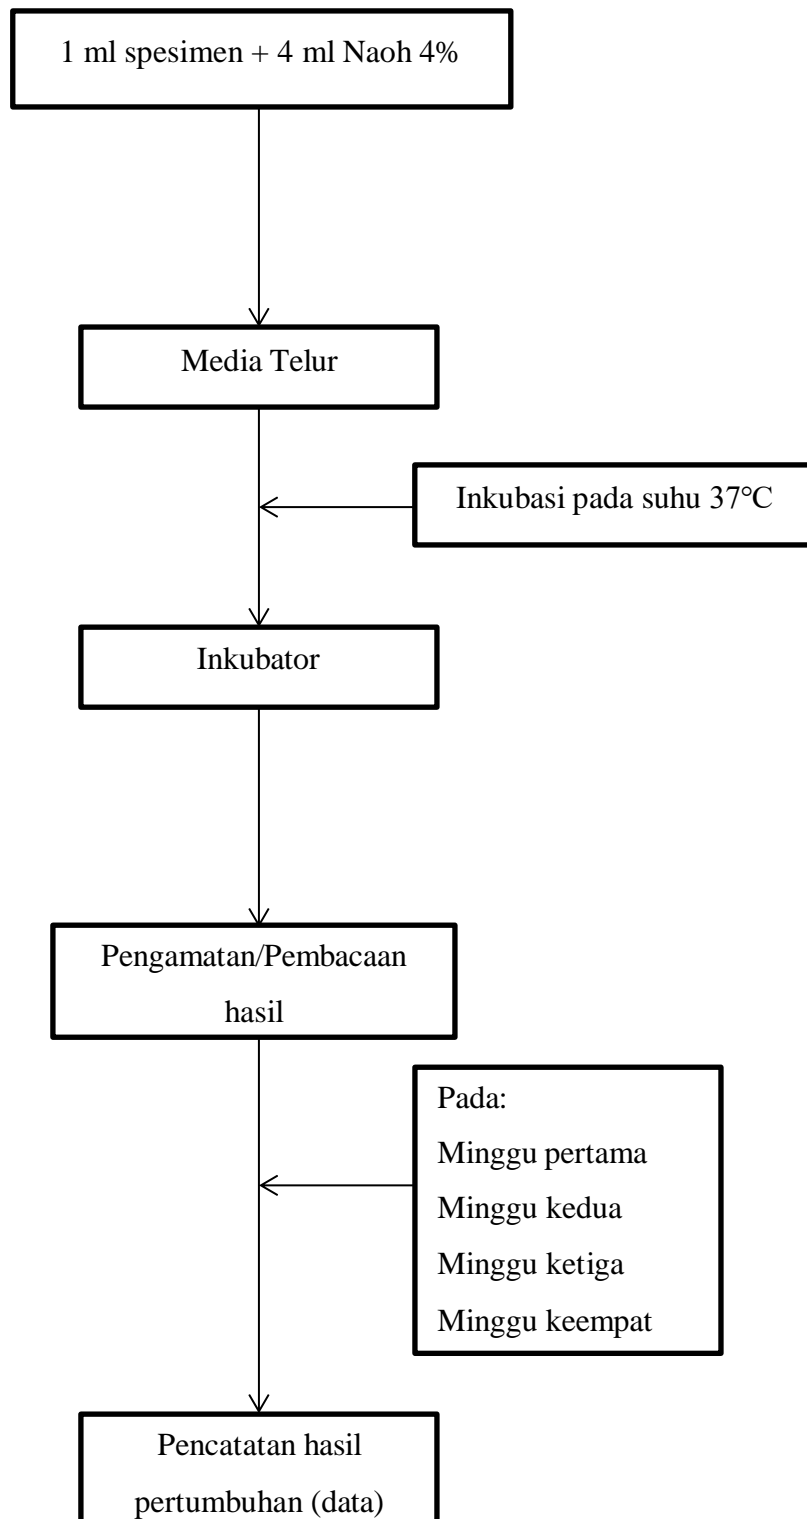 1 ml spesimen + 4 ml Naoh 4%
Media Telur
Inkubasi pada suhu 37°C
Inkubator
Pengamatan/Pembacaan
hasil
Pada:
Minggu pertama
Minggu kedua
Minggu ketiga
Minggu keempat
Pencatatan hasil
pertumbuhan (data)